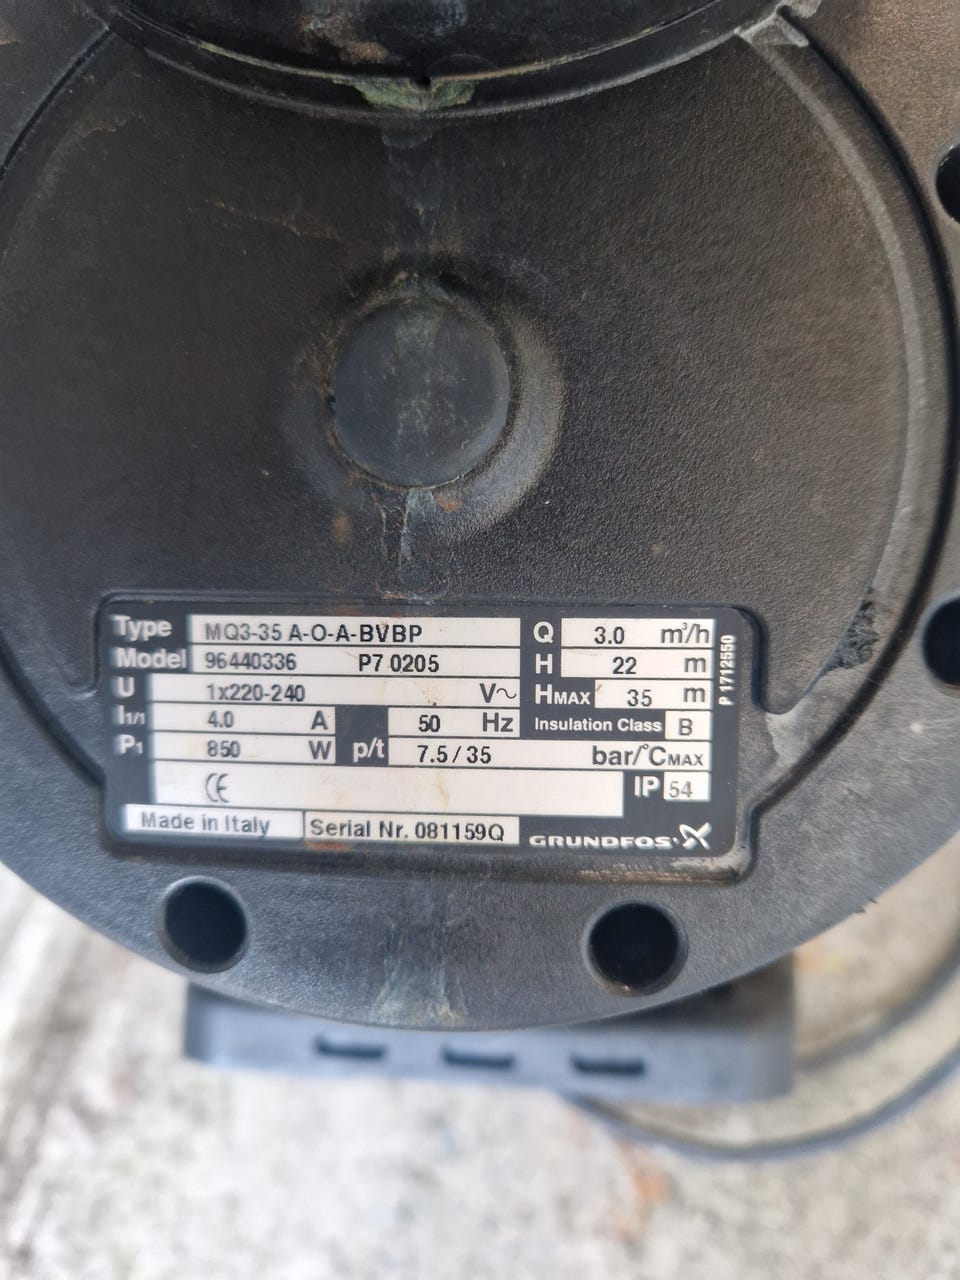 Type MQ3-35 A-O-A-BVBP
Model 96440336 P7 0205
U 1x220-240 V~
I1/1 4.0 A 50 Hz
P1 850 W p/t 7.5 / 35 bar/°CMAX
CE
IP 54
Made in Italy Serial Nr. 081159Q GRUNDFOS
Q 3.0 m³/h
H 22 m
HMAX 35 m
Insulation Class B
P 1712550